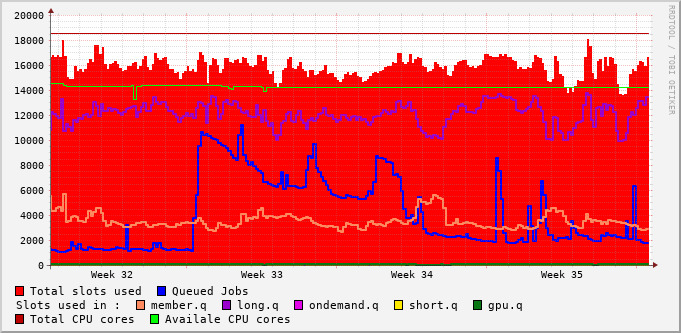 20000
18000
16000
14000
12000
10000
8000
6000
4000
2000
0
Week 32 Week 33 Week 34 Week 35
RRDTOOL / TOBI OETIKER
Total slots used Queued Jobs
Slots used in : member.q long.q ondemand.q short.q gpu.q
Total CPU cores Availale CPU cores